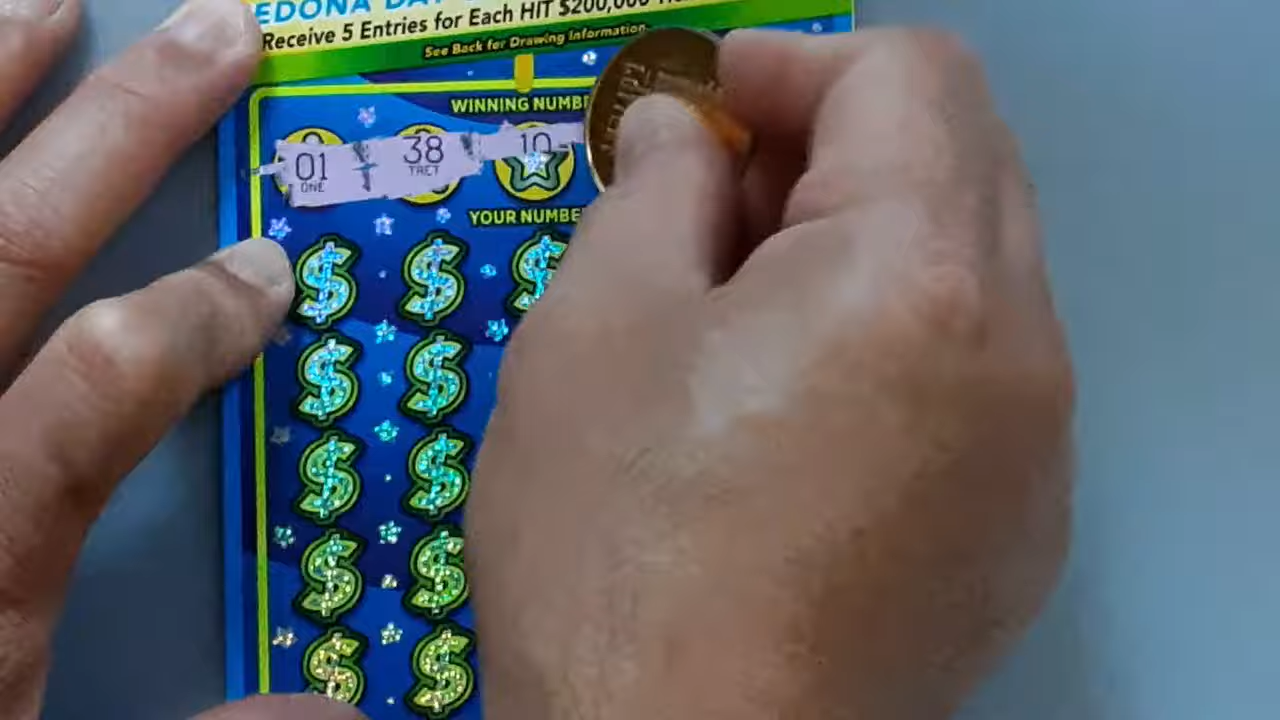 EDONA DAY
Receive 5 Entries for Each HIT $200,000
See Back for Drawing Information
WINNING NUMBE
01 38 10
ONE TRET
YOUR NUMBE
$ $ $
$ $
$ $
$ $
$ $